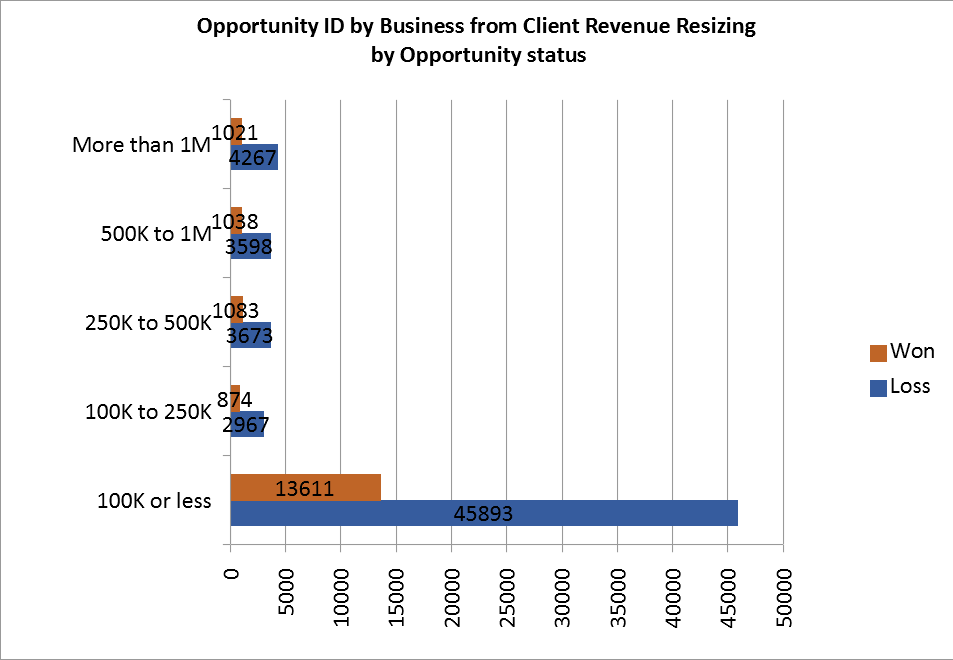 Opportunity ID by Business from Client Revenue Resizing
by Opportunity status
More than 1M
1021
4267
500K to 1M
1038
3598
250K to 500K
1083
3673
100K to 250K
874
2967
100K or less
13611
45893
Won
Loss
0
5000
10000
15000
20000
25000
30000
35000
40000
45000
50000